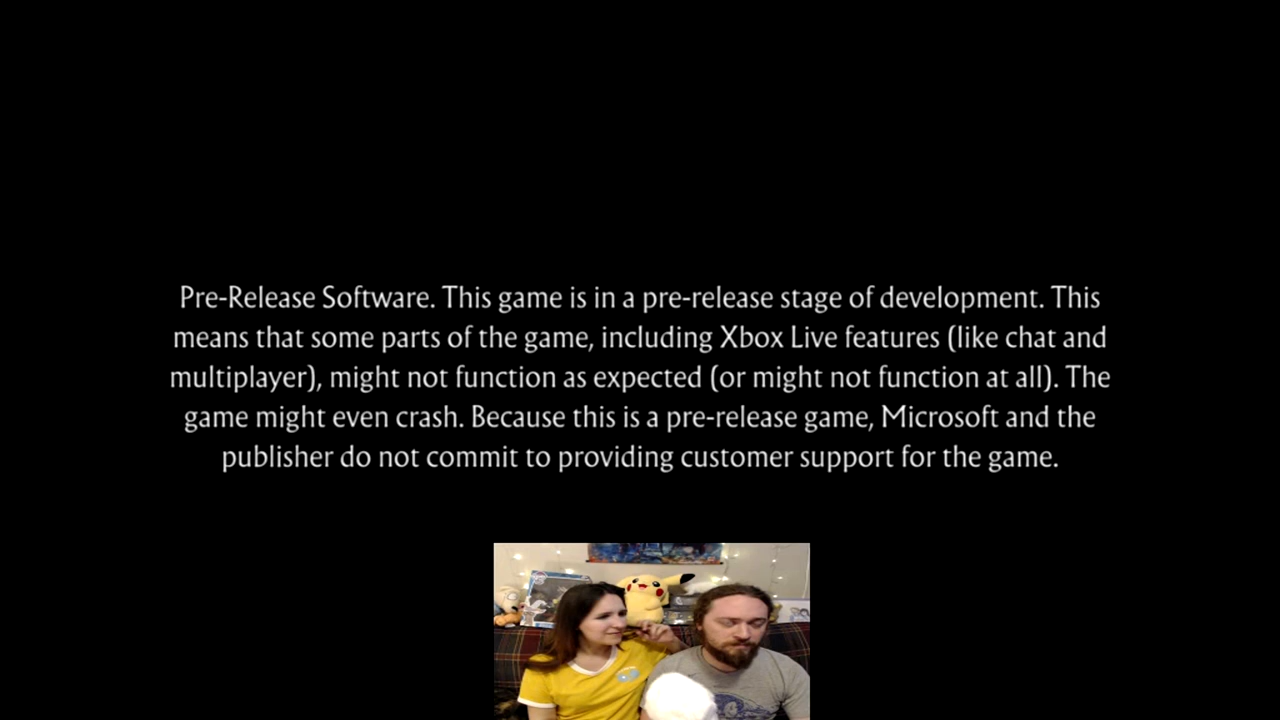 Pre-Release Software. This game is in a pre-release stage of development. This
means that some parts of the game, including Xbox Live features (like chat and
multiplayer), might not function as expected (or might not function at all). The
game might even crash. Because this is a pre-release game, Microsoft and the
publisher do not commit to providing customer support for the game.